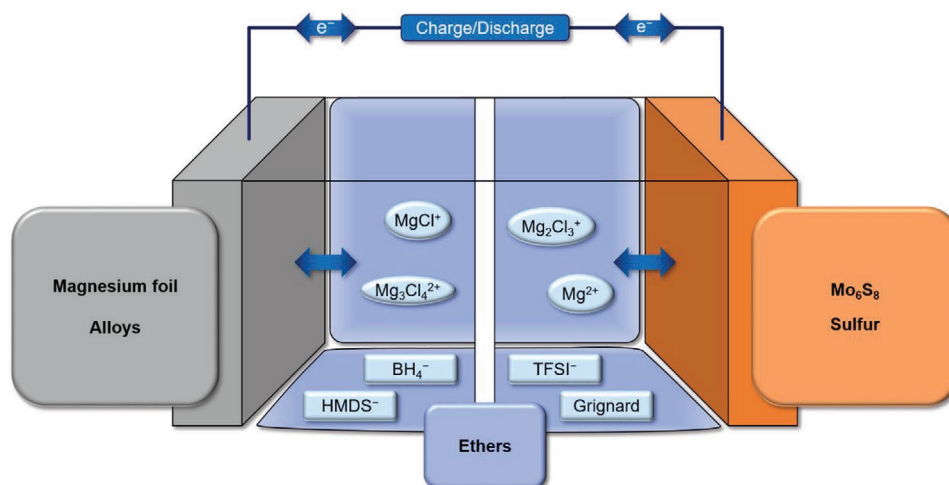 e⁻ Charge/Discharge e⁻
MgCl⁺
Mg₂Cl₃⁺
Mg₃Cl₄²⁺
Mg²⁺
Magnesium foil
Alloys
Mo₆S₈
Sulfur
BH₄⁻
TFSI⁻
HMDS⁻
Grignard
Ethers